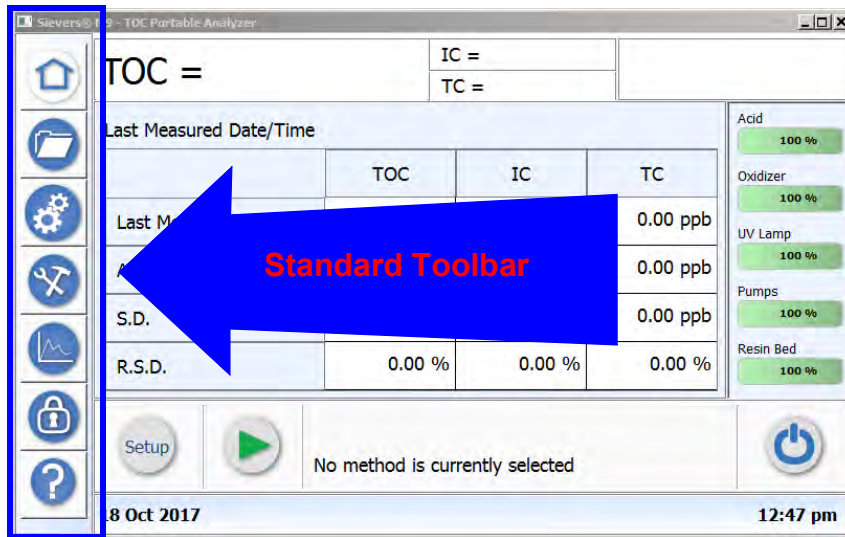 Sievers® M9 - TOC Portable Analyzer
TOC =
IC =
TC =
Last Measured Date/Time
TOC IC TC
Last 0.00 ppb
0.00 ppb
S.D. 0.00 ppb
R.S.D. 0.00 % 0.00 % 0.00 %
Standard Toolbar
Acid
100 %
Oxidizer
100 %
UV Lamp
100 %
Pumps
100 %
Resin Bed
100 %
Setup
No method is currently selected
18 Oct 2017 12:47 pm